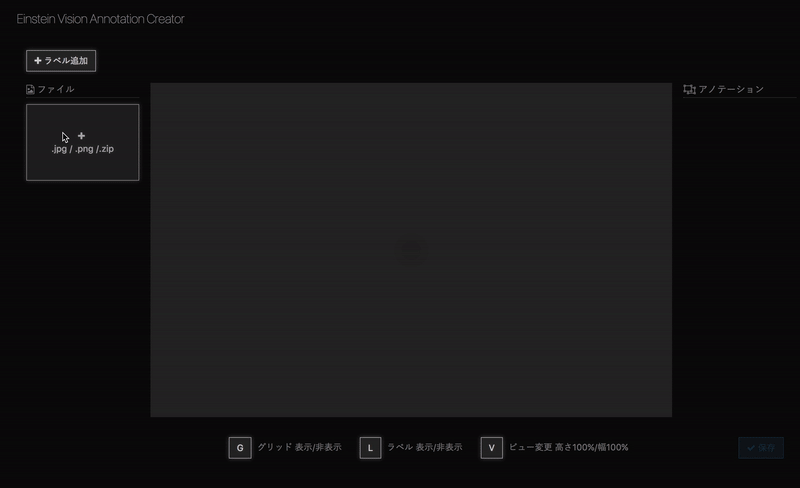 Einstein Vision Annotation Creator
ラベル追加
ファイル
アノテーション
.jpg / .png /.zip
G グリッド 表示/非表示 L ラベル 表示/非表示 V ビュー変更 高さ100%/幅100%
保存